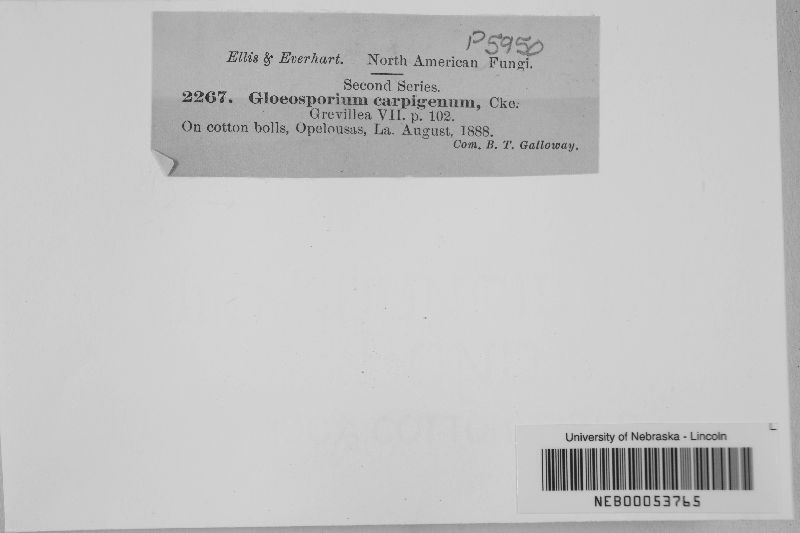 P5950
Ellis & Everhart. North American Fungi.
Second Series.
2267. Gloeosporium carpigenum, Cke.
Grevillea VII. p. 102.
On cotton bolls, Opelousas, La. August, 1888.
Com. B. T. Galloway.
University of Nebraska - Lincoln
NEB00053765